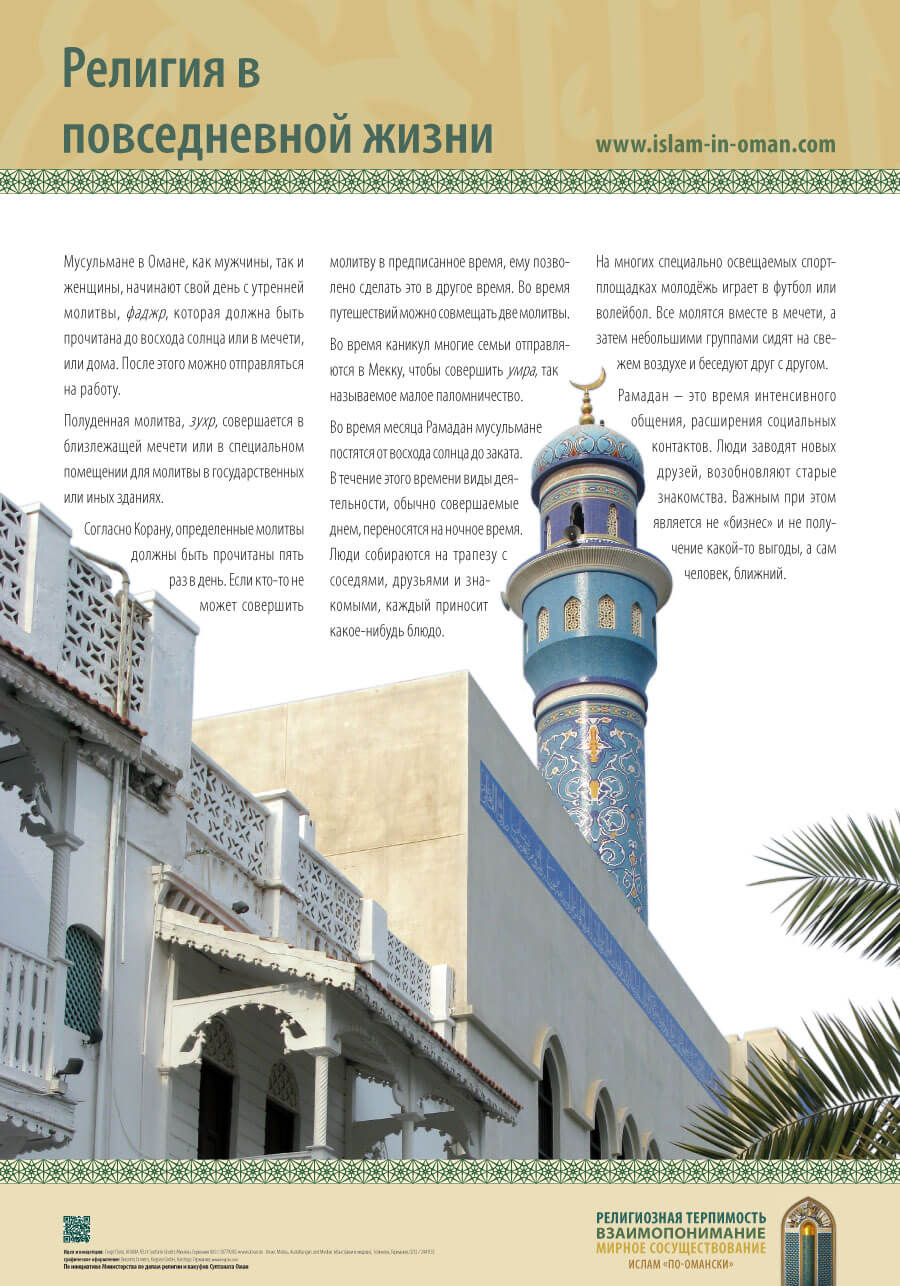 Религия в
повседневной жизни
www.islam-in-oman.com
Мусульмане в Омане, как мужчины, так и
женщины, начинают свой день с утренней
молитвы, фаджр, которая должна быть
прочитана до восхода солнца или в мечети,
или дома. После этого можно отправляться
на работу.
Полуденная молитва, зухр, совершается в
близлежащей мечети или в специальном
помещении для молитвы в государственных
или иных зданиях.
Согласно Корану, определенные молитвы
должны быть прочитаны пять
раз в день. Если кто-то не
может совершить
молитву в предписанное время, ему позво-
лено сделать это в другое время. Во время
путешествий можно совмещать две молитвы.
Во время каникул многие семьи отправля-
ются в Мекку, чтобы совершить умра, так
называемое малое паломничество.
Во время месяца Рамадан мусульмане
постятся от восхода солнца до заката.
В течение этого времени виды дея-
тельности, обычно совершаемые
днем, переносятся на ночное время.
Люди собираются на трапезу с
соседями, друзьями и зна-
комыми, каждый приносит
какое-нибудь блюдо.
На многих специально освещаемых спорт-
площадках молодёжь играет в футбол или
волейбол. Все молятся вместе в мечети, а
затем небольшими группами сидят на све-
жем воздухе и беседуют друг с другом.
Рамадан – это время интенсивного
общения, расширения социальных
контактов. Люди заводят новых
друзей, возобновляют старые
знакомства. Важным при этом
является не «бизнес» и не полу-
чение какой-то выгоды, а сам
человек, ближний.
РЕЛИГИОЗНАЯ ТЕРПИМОСТЬ
ВЗАИМОПОНИМАНИЕ
МИРНОЕ СОСУЩЕСТВОВАНИЕ
ИСЛАМ «ПО-ОМАНСКИ»
Идея и концепция:
Графическое оформление:
По инициативе Министерства по делам религии и вакуфов Султаната Оман